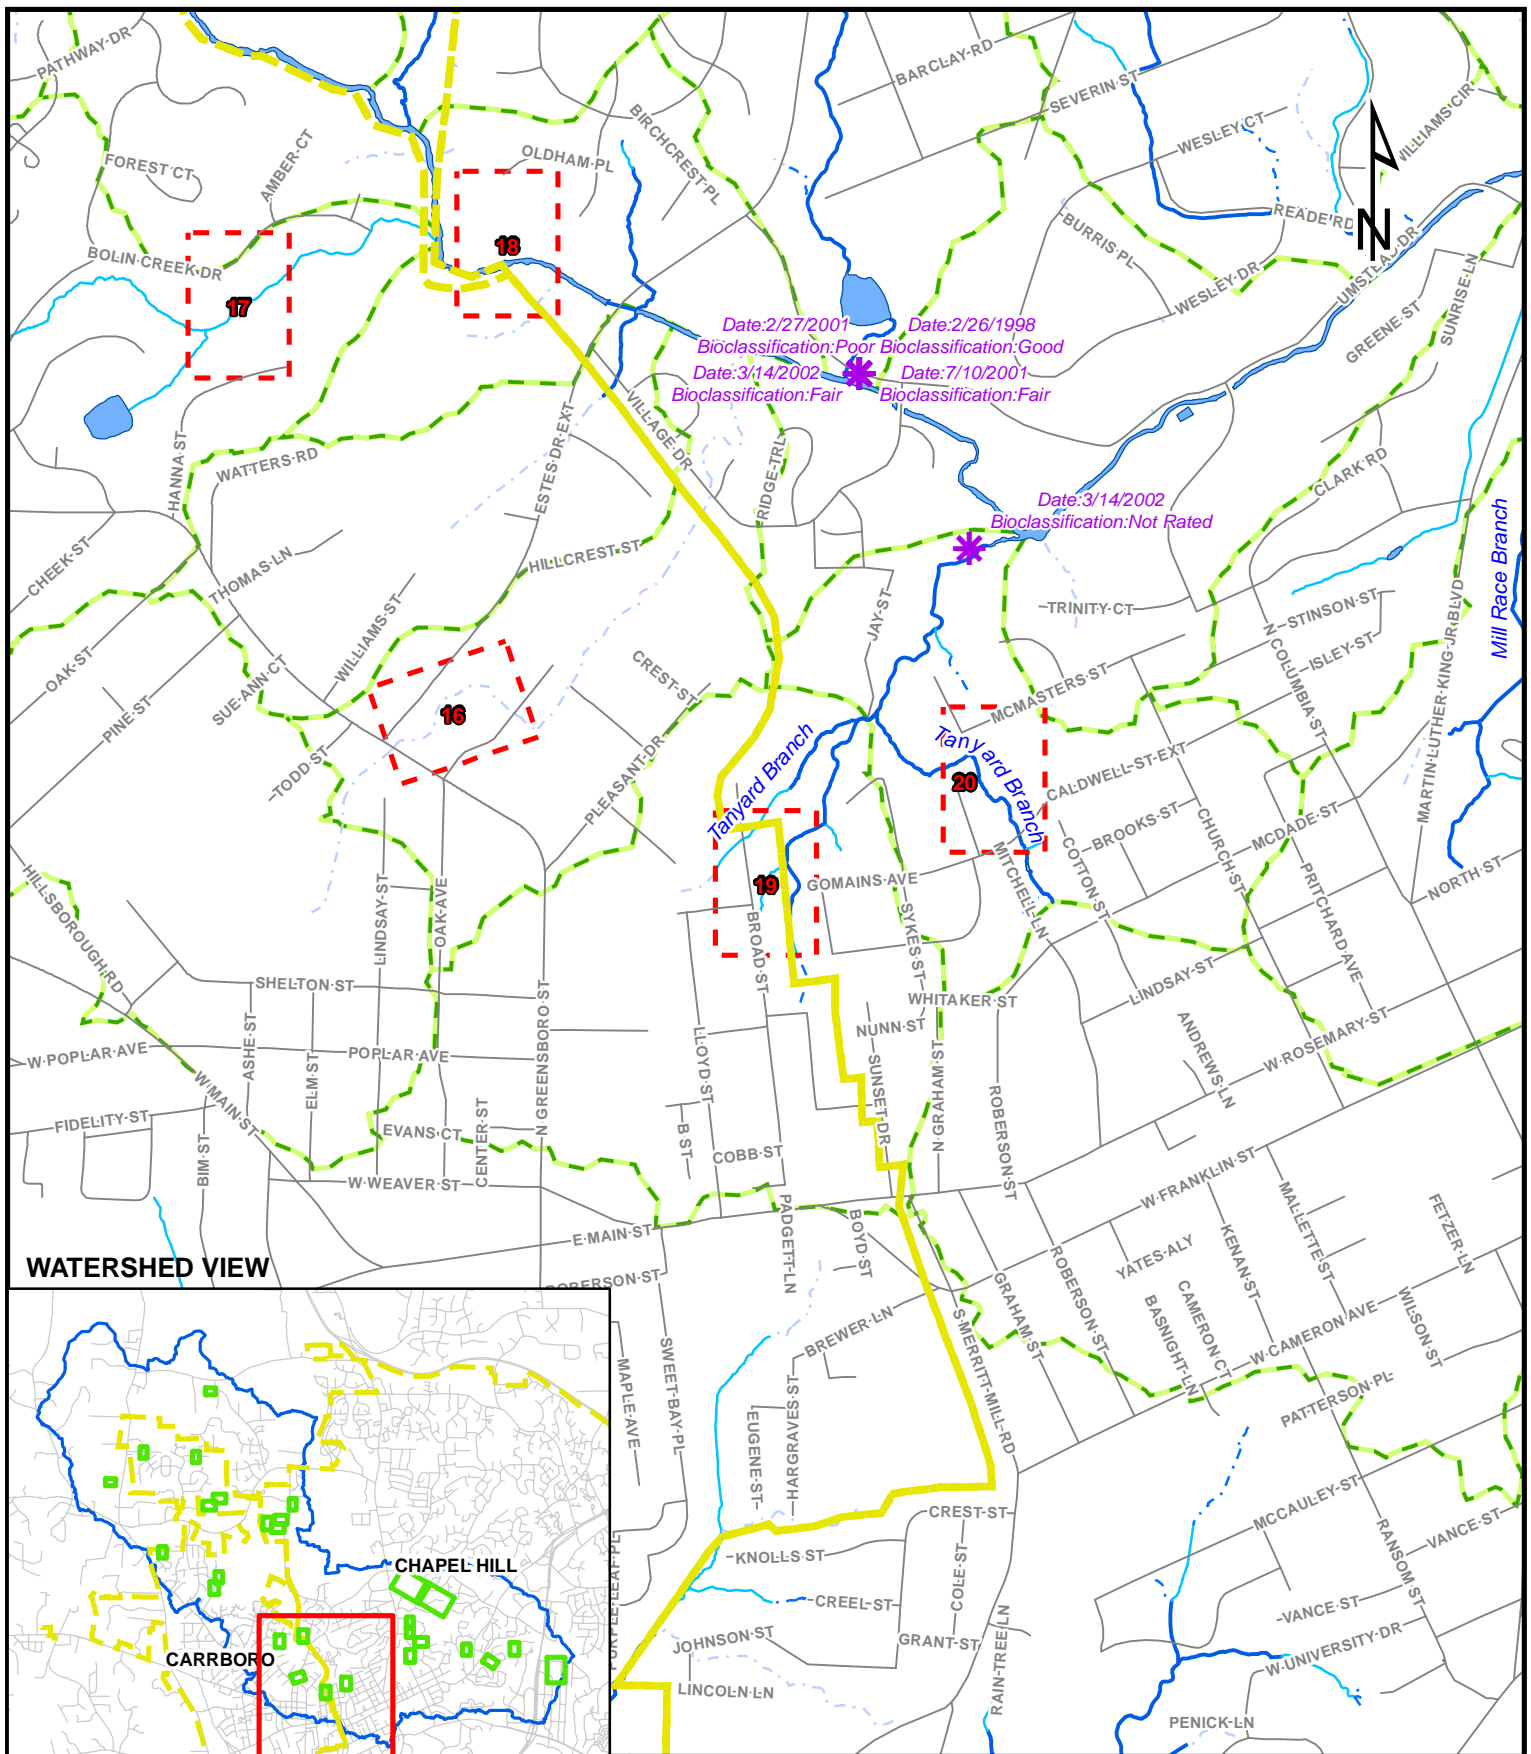 PATHWAY DR
FOREST CT
AMBER CT
BOLIN CREEK DR
17
18
OLDHAM PL
BIRCHCREST PL
BARCLAY RD
SEVERIN ST
WESLEY CT
WILLIAMS CIR
N
READE RD
BURRIS PL
WESLEY DR
UMSTEAD DR
GREENE ST
SUNRISE LN
Date:2/27/2001
Bioclassification:Poor
Date:2/26/1998
Bioclassification:Good
Date:3/14/2002
Bioclassification:Fair
Date:7/10/2001
Bioclassification:Fair
HANNA ST
WATTERS RD
ESTES DR EXT
VILLAGE DR
RIDGE TRL
CLARK RD
Date:3/14/2002
Bioclassification:Not Rated
Mill Race Branch
CHEEK ST
THOMAS LN
HILLCREST ST
JAY ST
TRINITY CT
STINSON ST
ISLEY ST
N COLUMBIA ST
MARTIN LUTHER KING JR BLVD
OAK ST
PINE ST
SUE ANN CT
WILLIAMS ST
TODD ST
16
CREST ST
PLEASANT DR
Tanyard Branch
MCMASTERS ST
Tanyard Branch
20
CALDWELL ST EXT
BROOKS ST
CHURCH ST
MCDADE ST
PRITCHARD AVE
NORTH ST
COTTON ST
MITCHELL LN
19
GOMAINS AVE
BROAD ST
SYKES ST
HILLSBOROUGH RD
LINDSAY ST
OAK AVE
SHELTON ST
N GREENSBORO ST
WHITAKER ST
LINDSAY ST
ANDREWS LN
W ROSEMARY ST
NUNN ST
SUNSET DR
N GRAHAM ST
ROBERSON ST
LLOYD ST
W POPLAR AVE
ASHE ST
ELM ST
POPLAR AVE
W MAIN ST
FIDELITY ST
BIM ST
EVANS CT
CENTER ST
B ST
COBB ST
W WEAVER ST
E MAIN ST
PADGETT LN
BOYD ST
W FRANKLIN ST
YATES ALY
KENAN ST
MALLETTE ST
FETZER LN
ROBERSON ST
GRAHAM ST
S MERRITT MILL RD
BREWER LN
CAMERON CT
BASNIGHT LN
W CAMERON AVE
WILSON ST
PATTERSON PL
WATERSHED VIEW
ROBERSON ST
MAPLE AVE
SWEET BAY PL
EUGENE ST
HARGRAVES ST
CREST ST
KNOLLS ST
COLE ST
CREEL ST
JOHNSON ST
GRANT ST
RAINTREE LN
LINCOLN LN
PURPLE LEAF PL
MCCAULEY ST
VANCE ST
RANSOM ST
VANCE ST
W UNIVERSITY DR
PENICK LN
CHAPEL HILL
CARRBORO